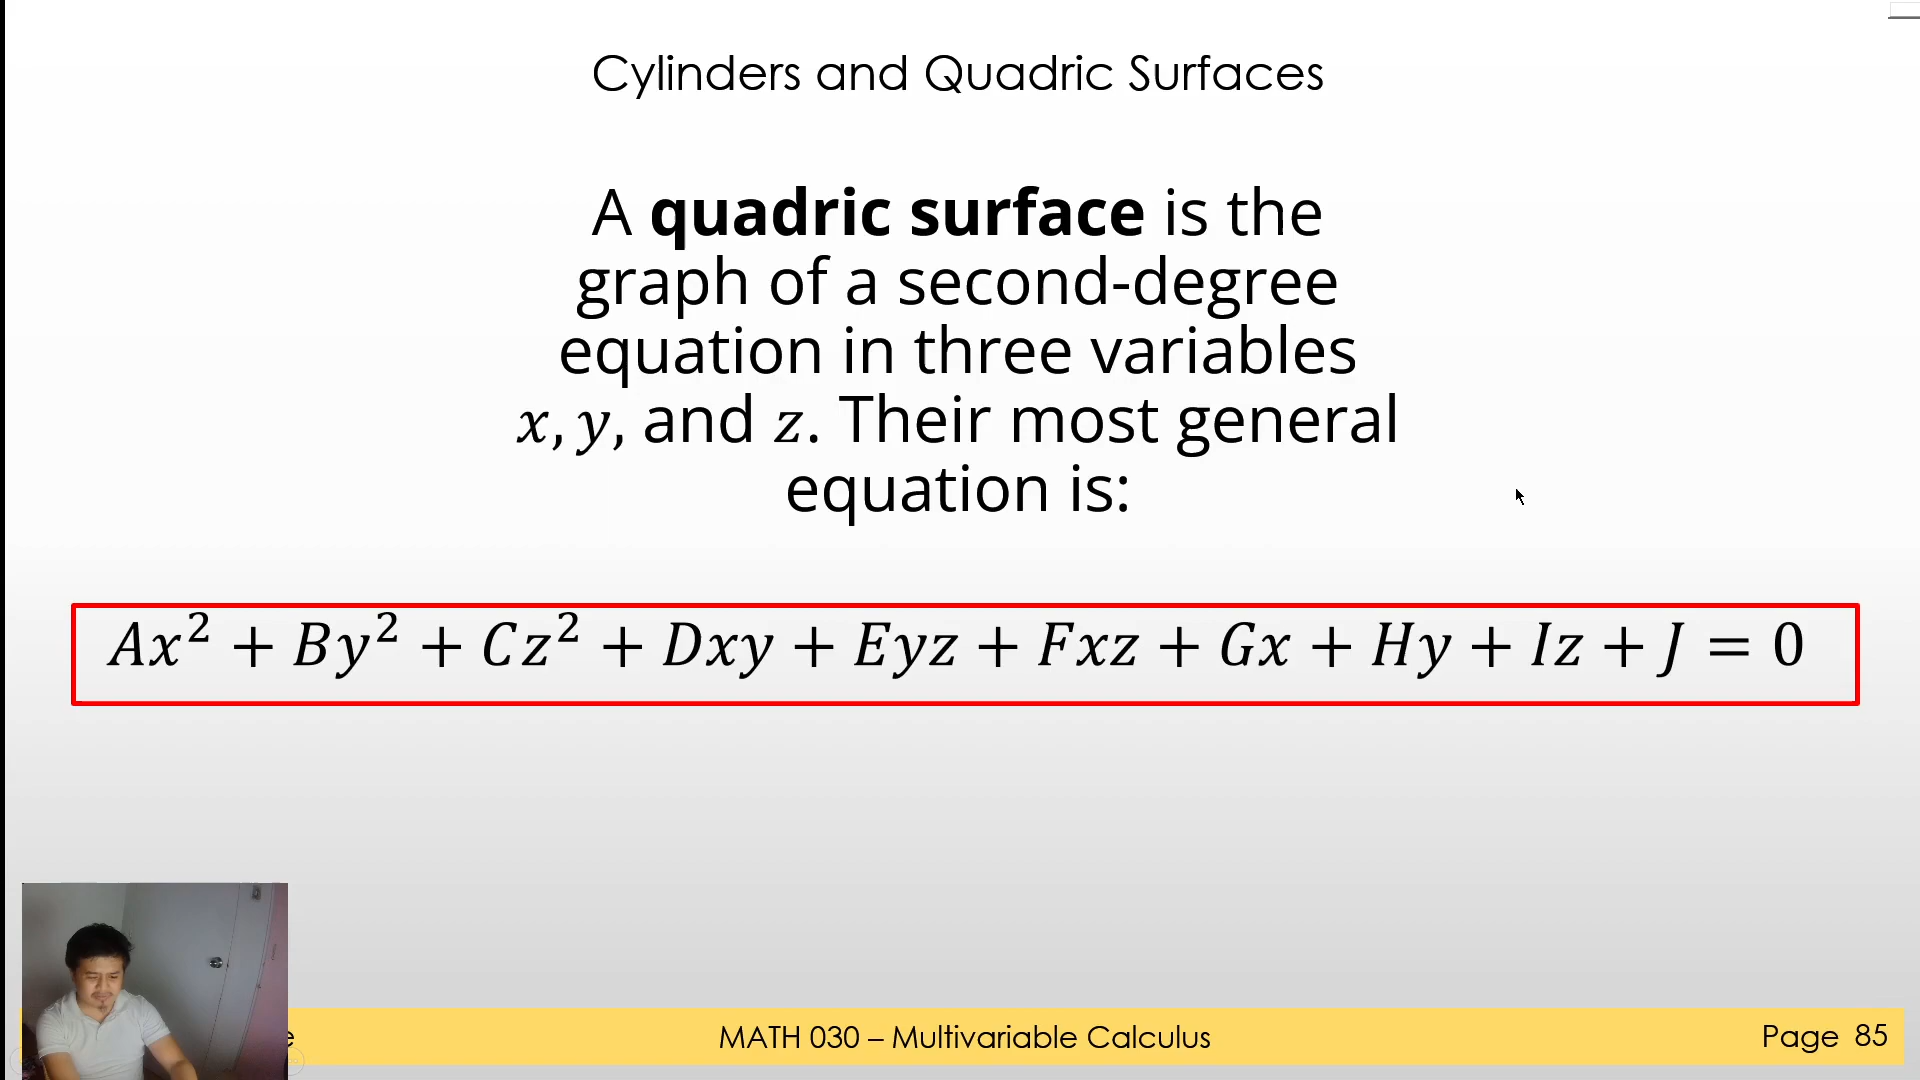 Cylinders and Quadric Surfaces
A quadric surface is the
graph of a second-degree
equation in three variables
x, y, and z. Their most general
equation is:
Ax² + By² + Cz² + Dxy + Eyz + Fxz + Gx + Hy + Iz + J = 0
MATH 030 – Multivariable Calculus
Page 85